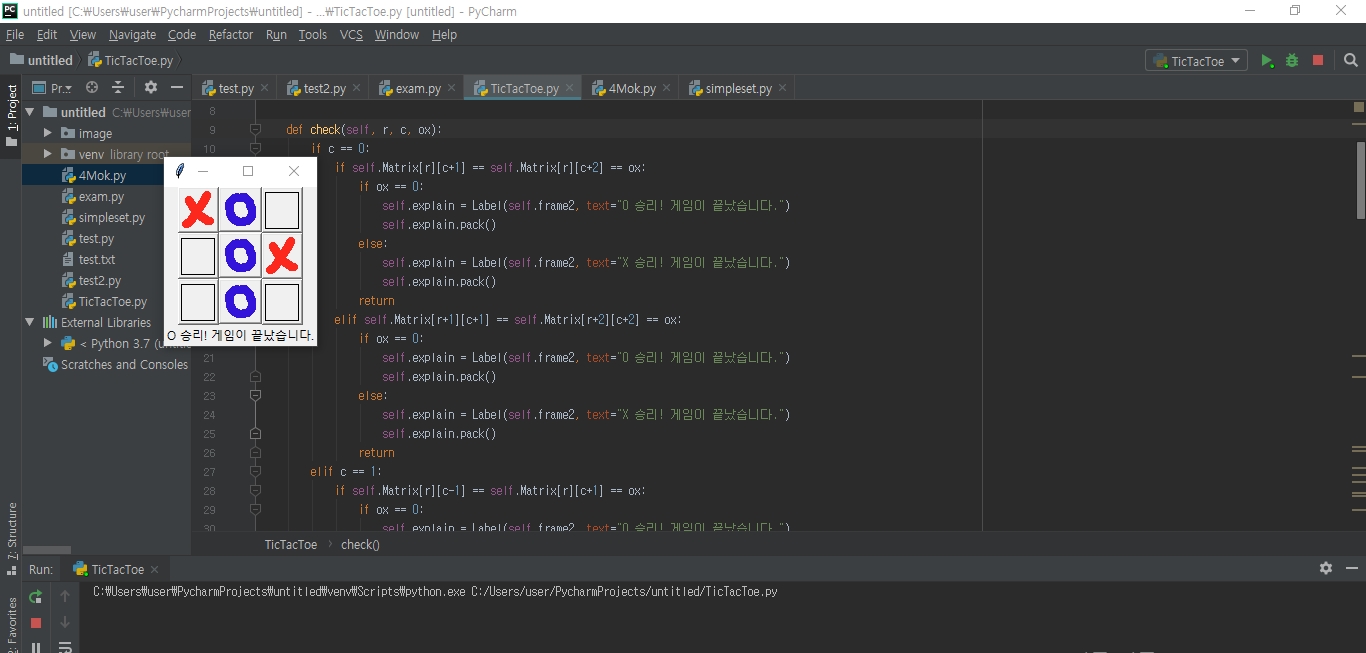 untitled [C:₩Users₩user₩PycharmProjects₩untitled] - ...₩TicTacToe.py [untitled] - PyCharm
File Edit View Navigate Code Refactor Run Tools VCS Window Help
untitled TicTacToe.py TicTacToe
1: Project Pr.. test.py test2.py exam.py TicTacToe.py 4Mok.py simpleset.py
untitled C:₩Users₩user
image
venv library root
4Mok.py
exam.py
simpleset.py
test.py
test.txt
test2.py
TicTacToe.py
External Libraries
< Python 3.7
Scratches and Consoles
7: Structure
Favorites
O 승리! 게임이 끝났습니다.
8
9 def check(self, r, c, ox):
10 if c == 0:
if self.Matrix[r][c+1] == self.Matrix[r][c+2] == ox:
if ox == 0:
self.explain = Label(self.frame2, text="O 승리! 게임이 끝났습니다.")
self.explain.pack()
else:
self.explain = Label(self.frame2, text="X 승리! 게임이 끝났습니다.")
self.explain.pack()
return
elif self.Matrix[r+1][c+1] == self.Matrix[r+2][c+2] == ox:
if ox == 0:
21 self.explain = Label(self.frame2, text="O 승리! 게임이 끝났습니다.")
22 self.explain.pack()
23 else:
24 self.explain = Label(self.frame2, text="X 승리! 게임이 끝났습니다.")
25 self.explain.pack()
26 return
27 elif c == 1:
28 if self.Matrix[r][c-1] == self.Matrix[r][c+1] == ox:
29 if ox == 0:
30 self.explain = Label(self.frame2, text="O 승리! 게임이 끝났습니다.")
TicTacToe check()
Run: TicTacToe
C:₩Users₩user₩PycharmProjects₩untitled₩venv₩Scripts₩python.exe C:/Users/user/PycharmProjects/untitled/TicTacToe.py